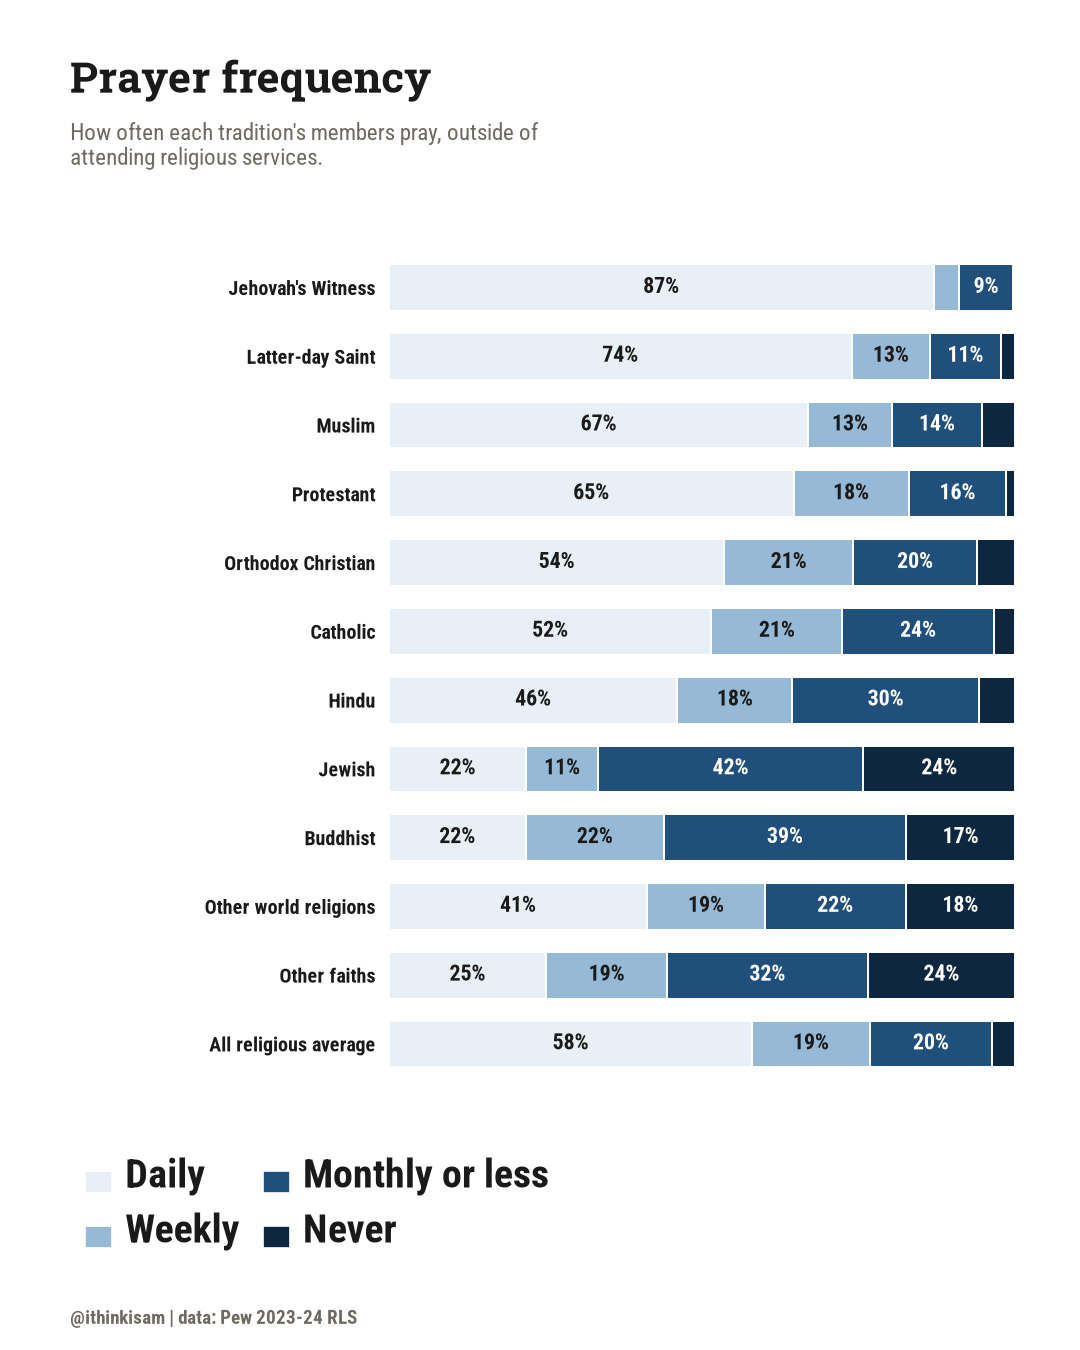 Prayer frequency
How often each tradition's members pray, outside of
attending religious services.
Jehovah's Witness 87% 9%
Latter-day Saint 74% 13% 11%
Muslim 67% 13% 14%
Protestant 65% 18% 16%
Orthodox Christian 54% 21% 20%
Catholic 52% 21% 24%
Hindu 46% 18% 30%
Jewish 22% 11% 42% 24%
Buddhist 22% 22% 39% 17%
Other world religions 41% 19% 22% 18%
Other faiths 25% 19% 32% 24%
All religious average 58% 19% 20%
Daily Monthly or less
Weekly Never
@ithinkisam | data: Pew 2023-24 RLS